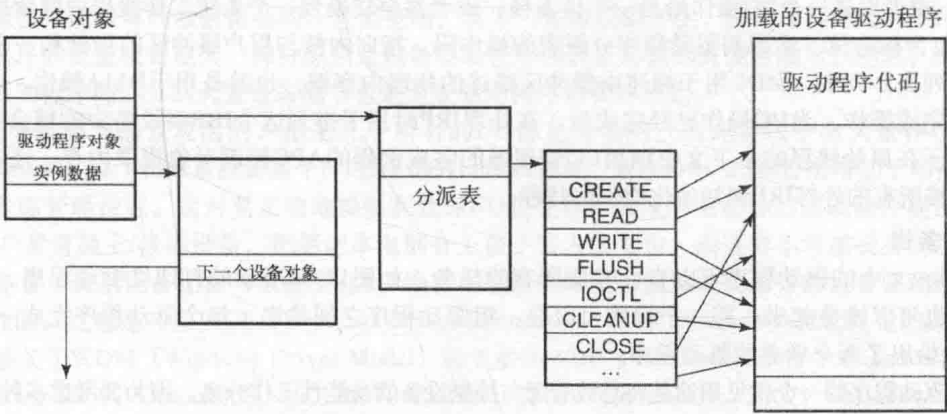 设备对象
加载的设备驱动程序
驱动程序代码
驱动程序对象
实例数据
分派表
下一个设备对象
CREATE
READ
WRITE
FLUSH
IOCTL
CLEANUP
CLOSE
...